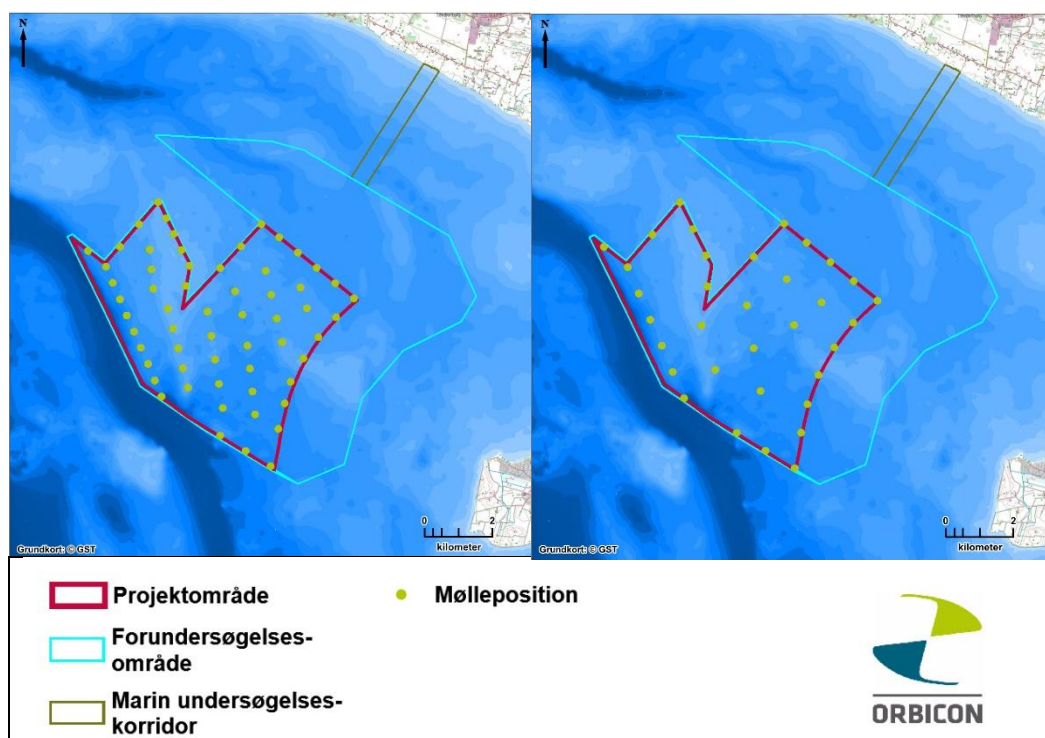 N
N
0
2
kilometer
Grundkort: © GST
0
2
kilometer
Grundkort: © GST
Projektområde
Mølleposition
Forundersøgelses-
område
Marin undersøgelses-
korridor
ORBICON